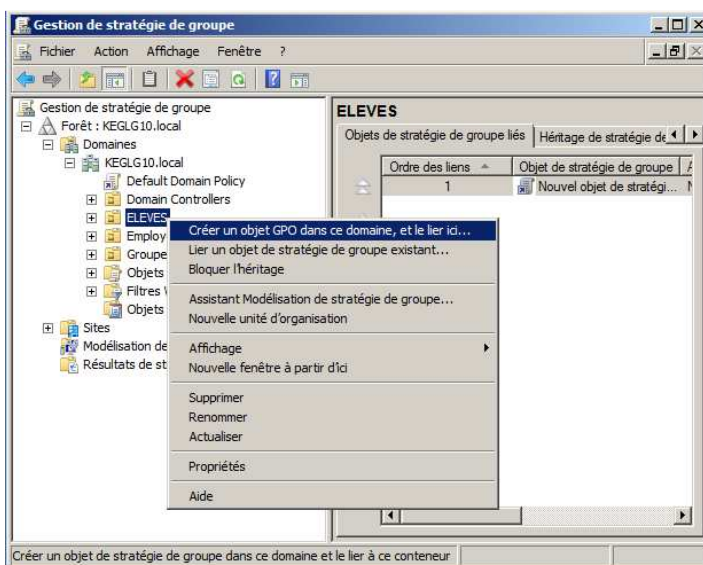 Gestion de stratégie de groupe
Fichier Action Affichage Fenêtre ?
Gestion de stratégie de groupe
Forêt : KEGLG10.local
Domaines
KEGLG10.local
Default Domain Policy
Domain Controllers
ELEVES
Employ
Groupe
Objets
Filtres
Objets
Sites
Modélisation de
Résultats de st
ELEVES
Objets de stratégie de groupe liés
Héritage de stratégie de
Ordre des liens
Objet de stratégie de groupe
1
Nouvel objet de stratégi...
Créer un objet GPO dans ce domaine, et le lier ici...
Lier un objet de stratégie de groupe existant...
Bloquer l'héritage
Assistant Modélisation de stratégie de groupe...
Nouvelle unité d'organisation
Affichage
Nouvelle fenêtre à partir d'ici
Supprimer
Renommer
Actualiser
Propriétés
Aide
Créer un objet de stratégie de groupe dans ce domaine et le lier à ce conteneur